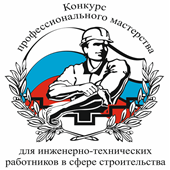 Конкурс
профессионального мастерства
для инженерно-технических
работников в сфере строительства